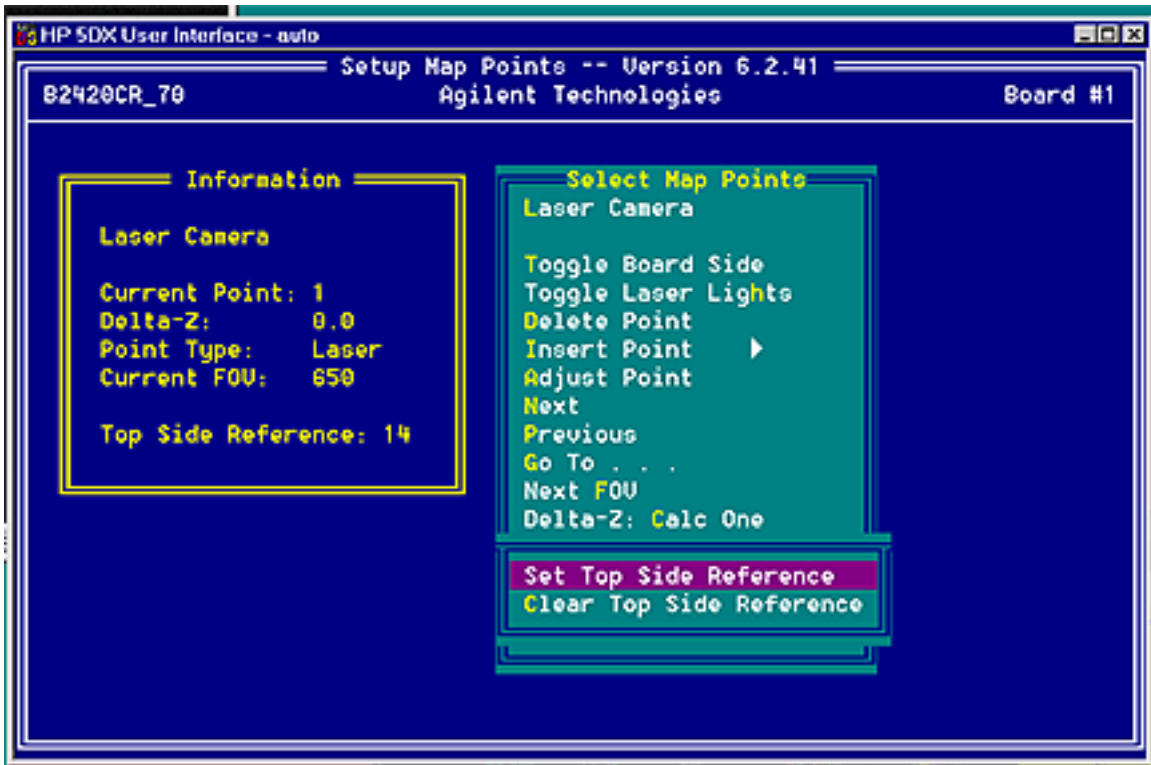 HP 5DX User Interface - auto
Setup Map Points -- Version 6.2.41
B2420CR_70 Agilent Technologies Board #1
Information
Laser Camera
Current Point: 1
Delta-Z: 0.0
Point Type: Laser
Current FOV: 650
Top Side Reference: 14
Select Map Points
Laser Camera
Toggle Board Side
Toggle Laser Lights
Delete Point
Insert Point
Adjust Point
Next
Previous
Go To . . .
Next FOV
Delta-Z: Calc One
Set Top Side Reference
Clear Top Side Reference